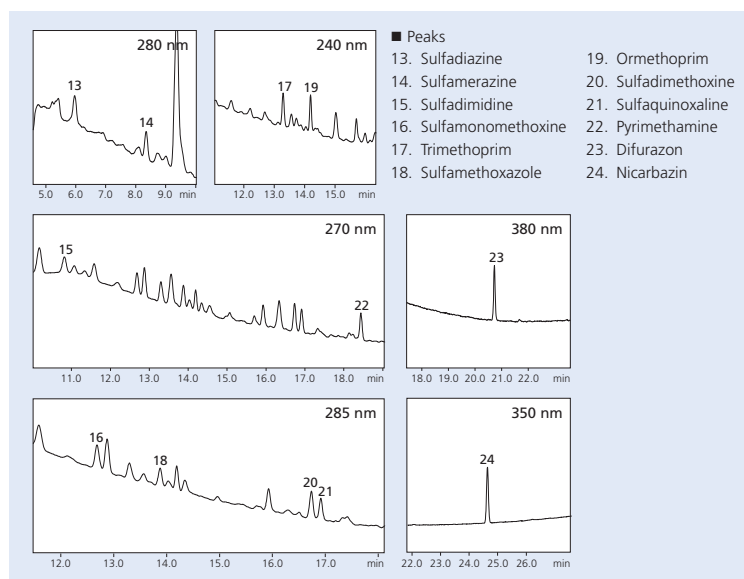 280 nm
13
14
5.0 6.0 7.0 8.0 9.0 min
240 nm
17 19
12.0 13.0 14.0 15.0 min
■ Peaks
13. Sulfadiazine
14. Sulfamerazine
15. Sulfadimidine
16. Sulfamonomethoxine
17. Trimethoprim
18. Sulfamethoxazole
19. Ormethoprim
20. Sulfadimethoxine
21. Sulfaquinoxaline
22. Pyrimethamine
23. Difurazon
24. Nicarbazin
270 nm
15
22
11.0 12.0 13.0 14.0 15.0 16.0 17.0 18.0 min
380 nm
23
18.0 19.0 20.0 21.0 22.0 min
285 nm
16
18
20
21
12.0 13.0 14.0 15.0 16.0 17.0 min
350 nm
24
22.0 23.0 24.0 25.0 26.0 min